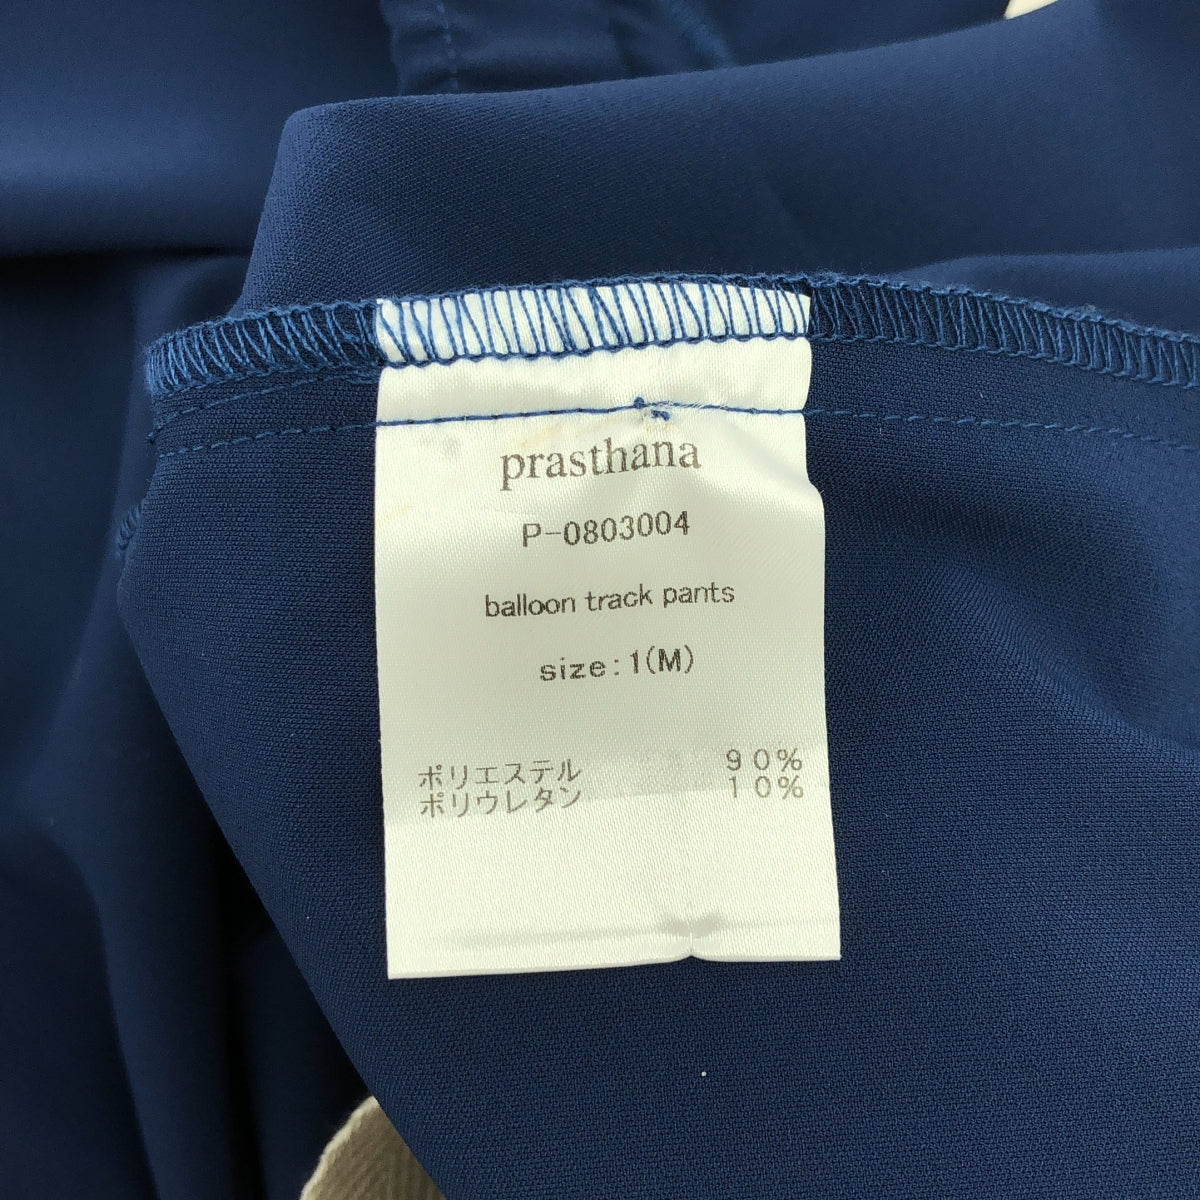 prasthana
P-0803004
balloon track pants
size:1(M)
ポリエステル 90%
ポリウレタン 10%